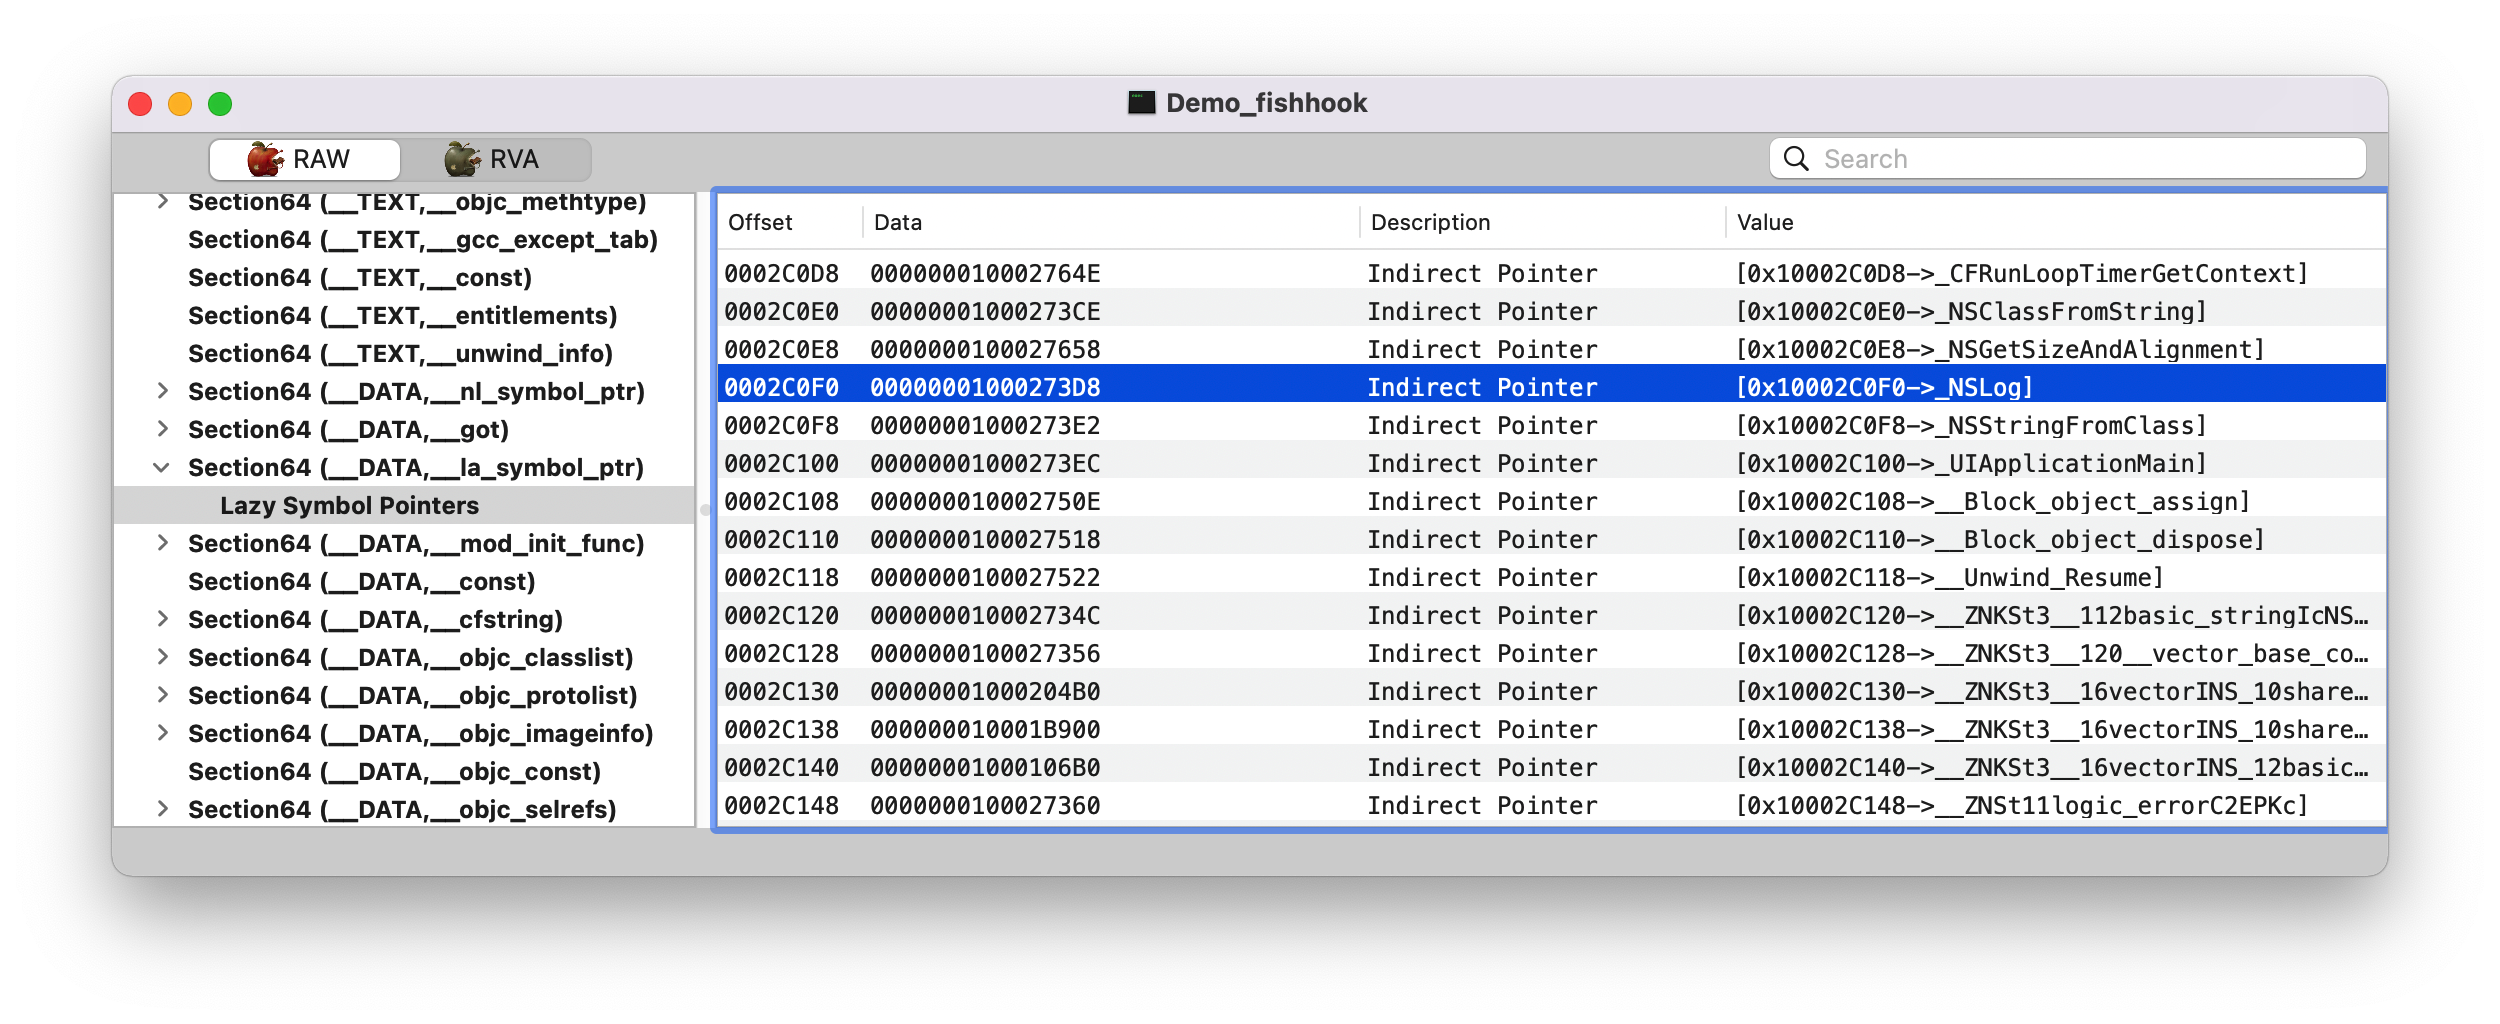 Demo_fishhook
RAW RVA Search
Section64 (__TEXT,__objc_methtype)
Section64 (__TEXT,__gcc_except_tab)
Section64 (__TEXT,__const)
Section64 (__TEXT,__entitlements)
Section64 (__TEXT,__unwind_info)
Section64 (__DATA,__nl_symbol_ptr)
Section64 (__DATA,__got)
Section64 (__DATA,__la_symbol_ptr)
Lazy Symbol Pointers
Section64 (__DATA,__mod_init_func)
Section64 (__DATA,__const)
Section64 (__DATA,__cfstring)
Section64 (__DATA,__objc_classlist)
Section64 (__DATA,__objc_protolist)
Section64 (__DATA,__objc_imageinfo)
Section64 (__DATA,__objc_const)
Section64 (__DATA,__objc_selrefs)
Offset Data Description Value
0002C0D8 000000010002764E Indirect Pointer [0x10002C0D8->_CFRunLoopTimerGetContext]
0002C0E0 00000001000273CE Indirect Pointer [0x10002C0E0->_NSClassFromString]
0002C0E8 0000000100027658 Indirect Pointer [0x10002C0E8->_NSGetSizeAndAlignment]
0002C0F0 00000001000273D8 Indirect Pointer [0x10002C0F0->_NSLog]
0002C0F8 00000001000273E2 Indirect Pointer [0x10002C0F8->_NSStringFromClass]
0002C100 00000001000273EC Indirect Pointer [0x10002C100->_UIApplicationMain]
0002C108 000000010002750E Indirect Pointer [0x10002C108->__Block_object_assign]
0002C110 0000000100027518 Indirect Pointer [0x10002C110->__Block_object_dispose]
0002C118 0000000100027522 Indirect Pointer [0x10002C118->__Unwind_Resume]
0002C120 000000010002734C Indirect Pointer [0x10002C120->__ZNKSt3__112basic_stringIcNS…
0002C128 0000000100027356 Indirect Pointer [0x10002C128->__ZNKSt3__120__vector_base_co…
0002C130 00000001000204B0 Indirect Pointer [0x10002C130->__ZNKSt3__16vectorINS_10share…
0002C138 000000010001B900 Indirect Pointer [0x10002C138->__ZNKSt3__16vectorINS_10share…
0002C140 00000001000106B0 Indirect Pointer [0x10002C140->__ZNKSt3__16vectorINS_12basic…
0002C148 0000000100027360 Indirect Pointer [0x10002C148->__ZNSt11logic_errorC2EPKc]